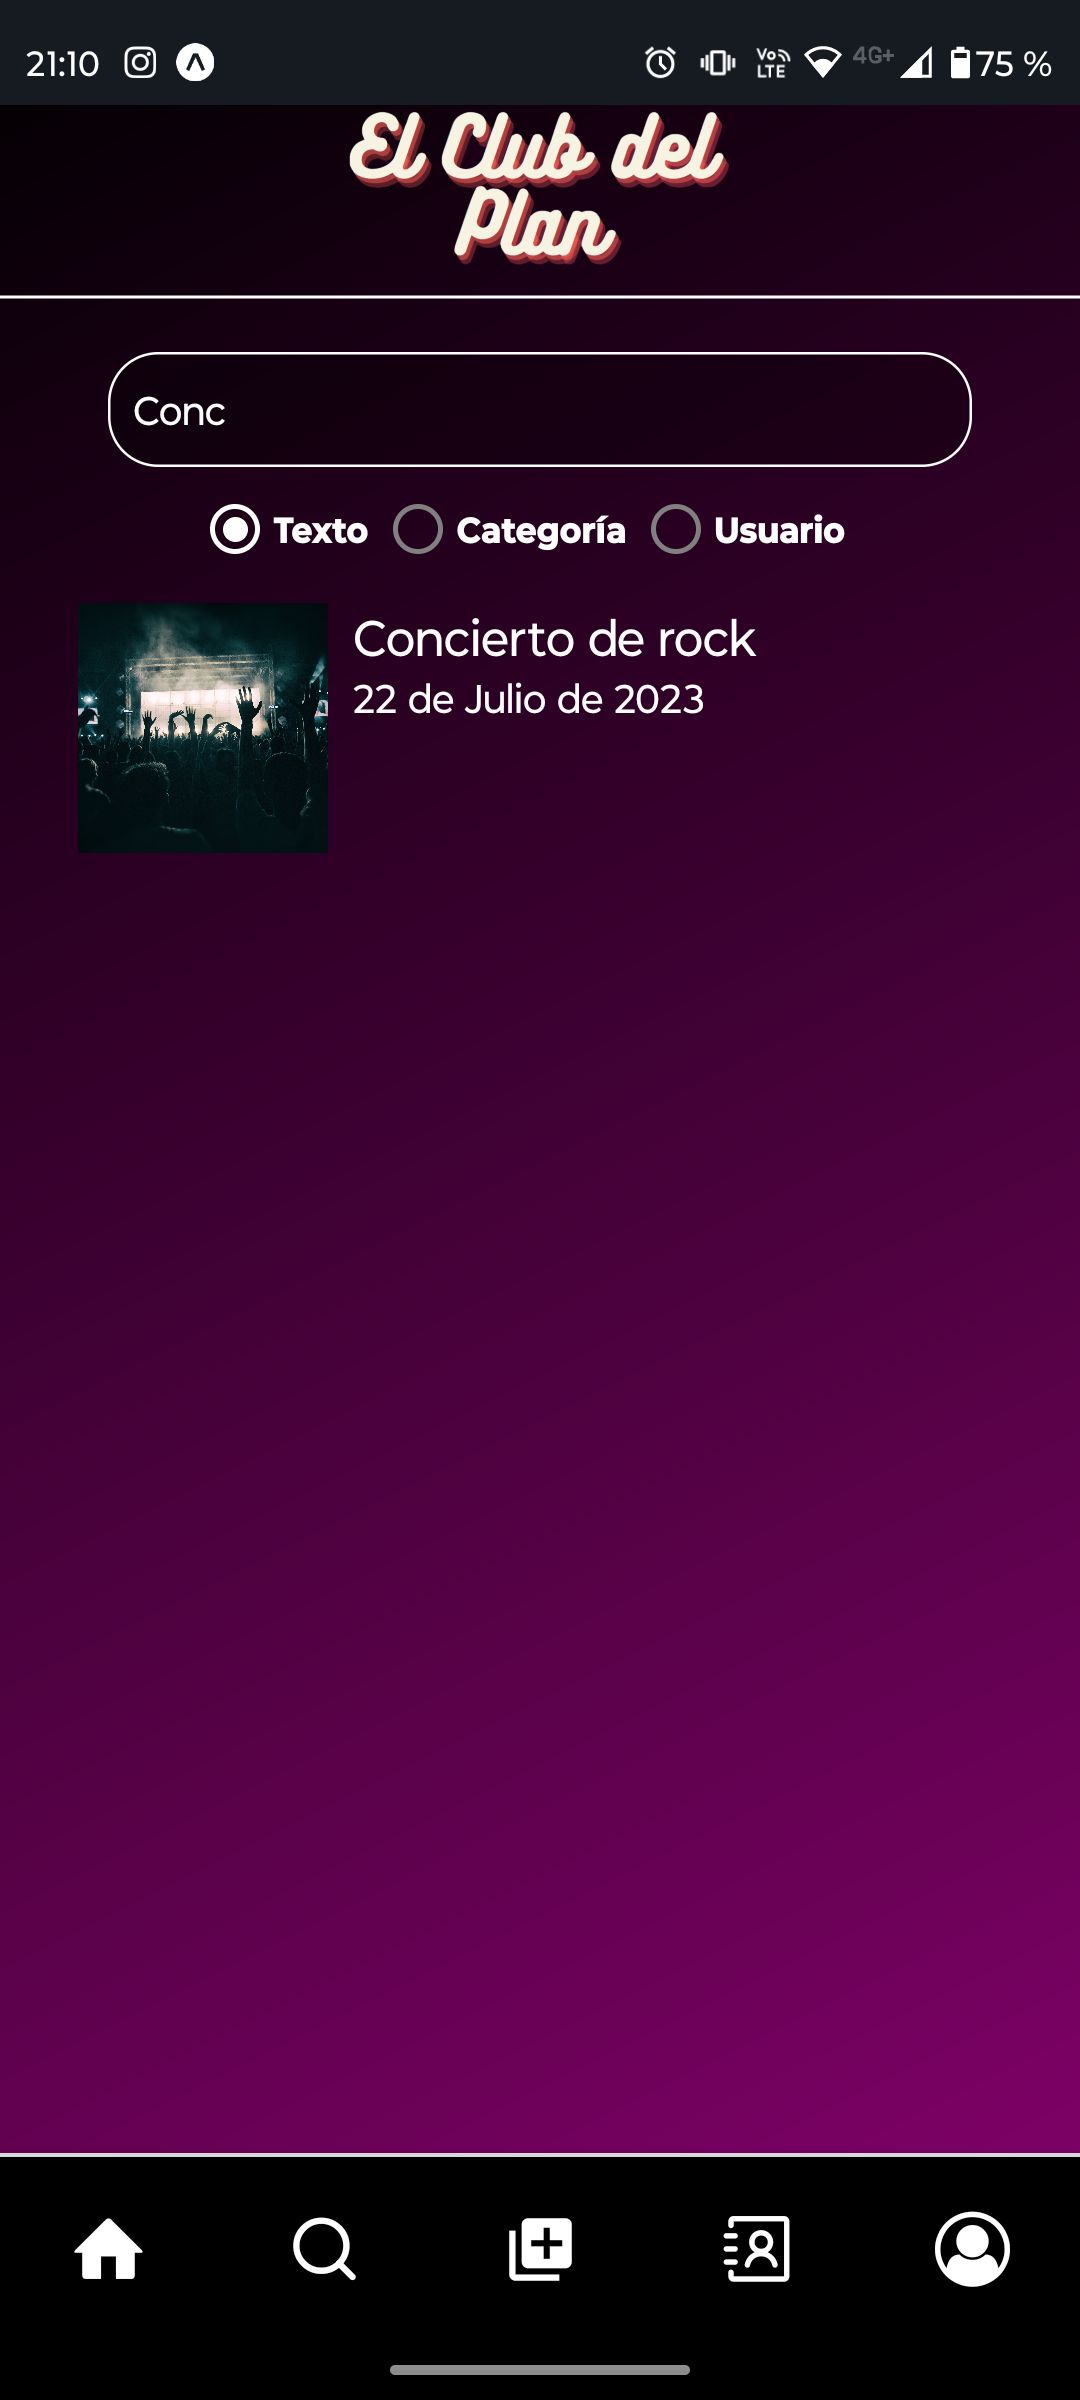 21:10
Vo LTE 4G+ 75 %
El Club del
Plan
Conc
Texto Categoría Usuario
Concierto de rock
22 de Julio de 2023